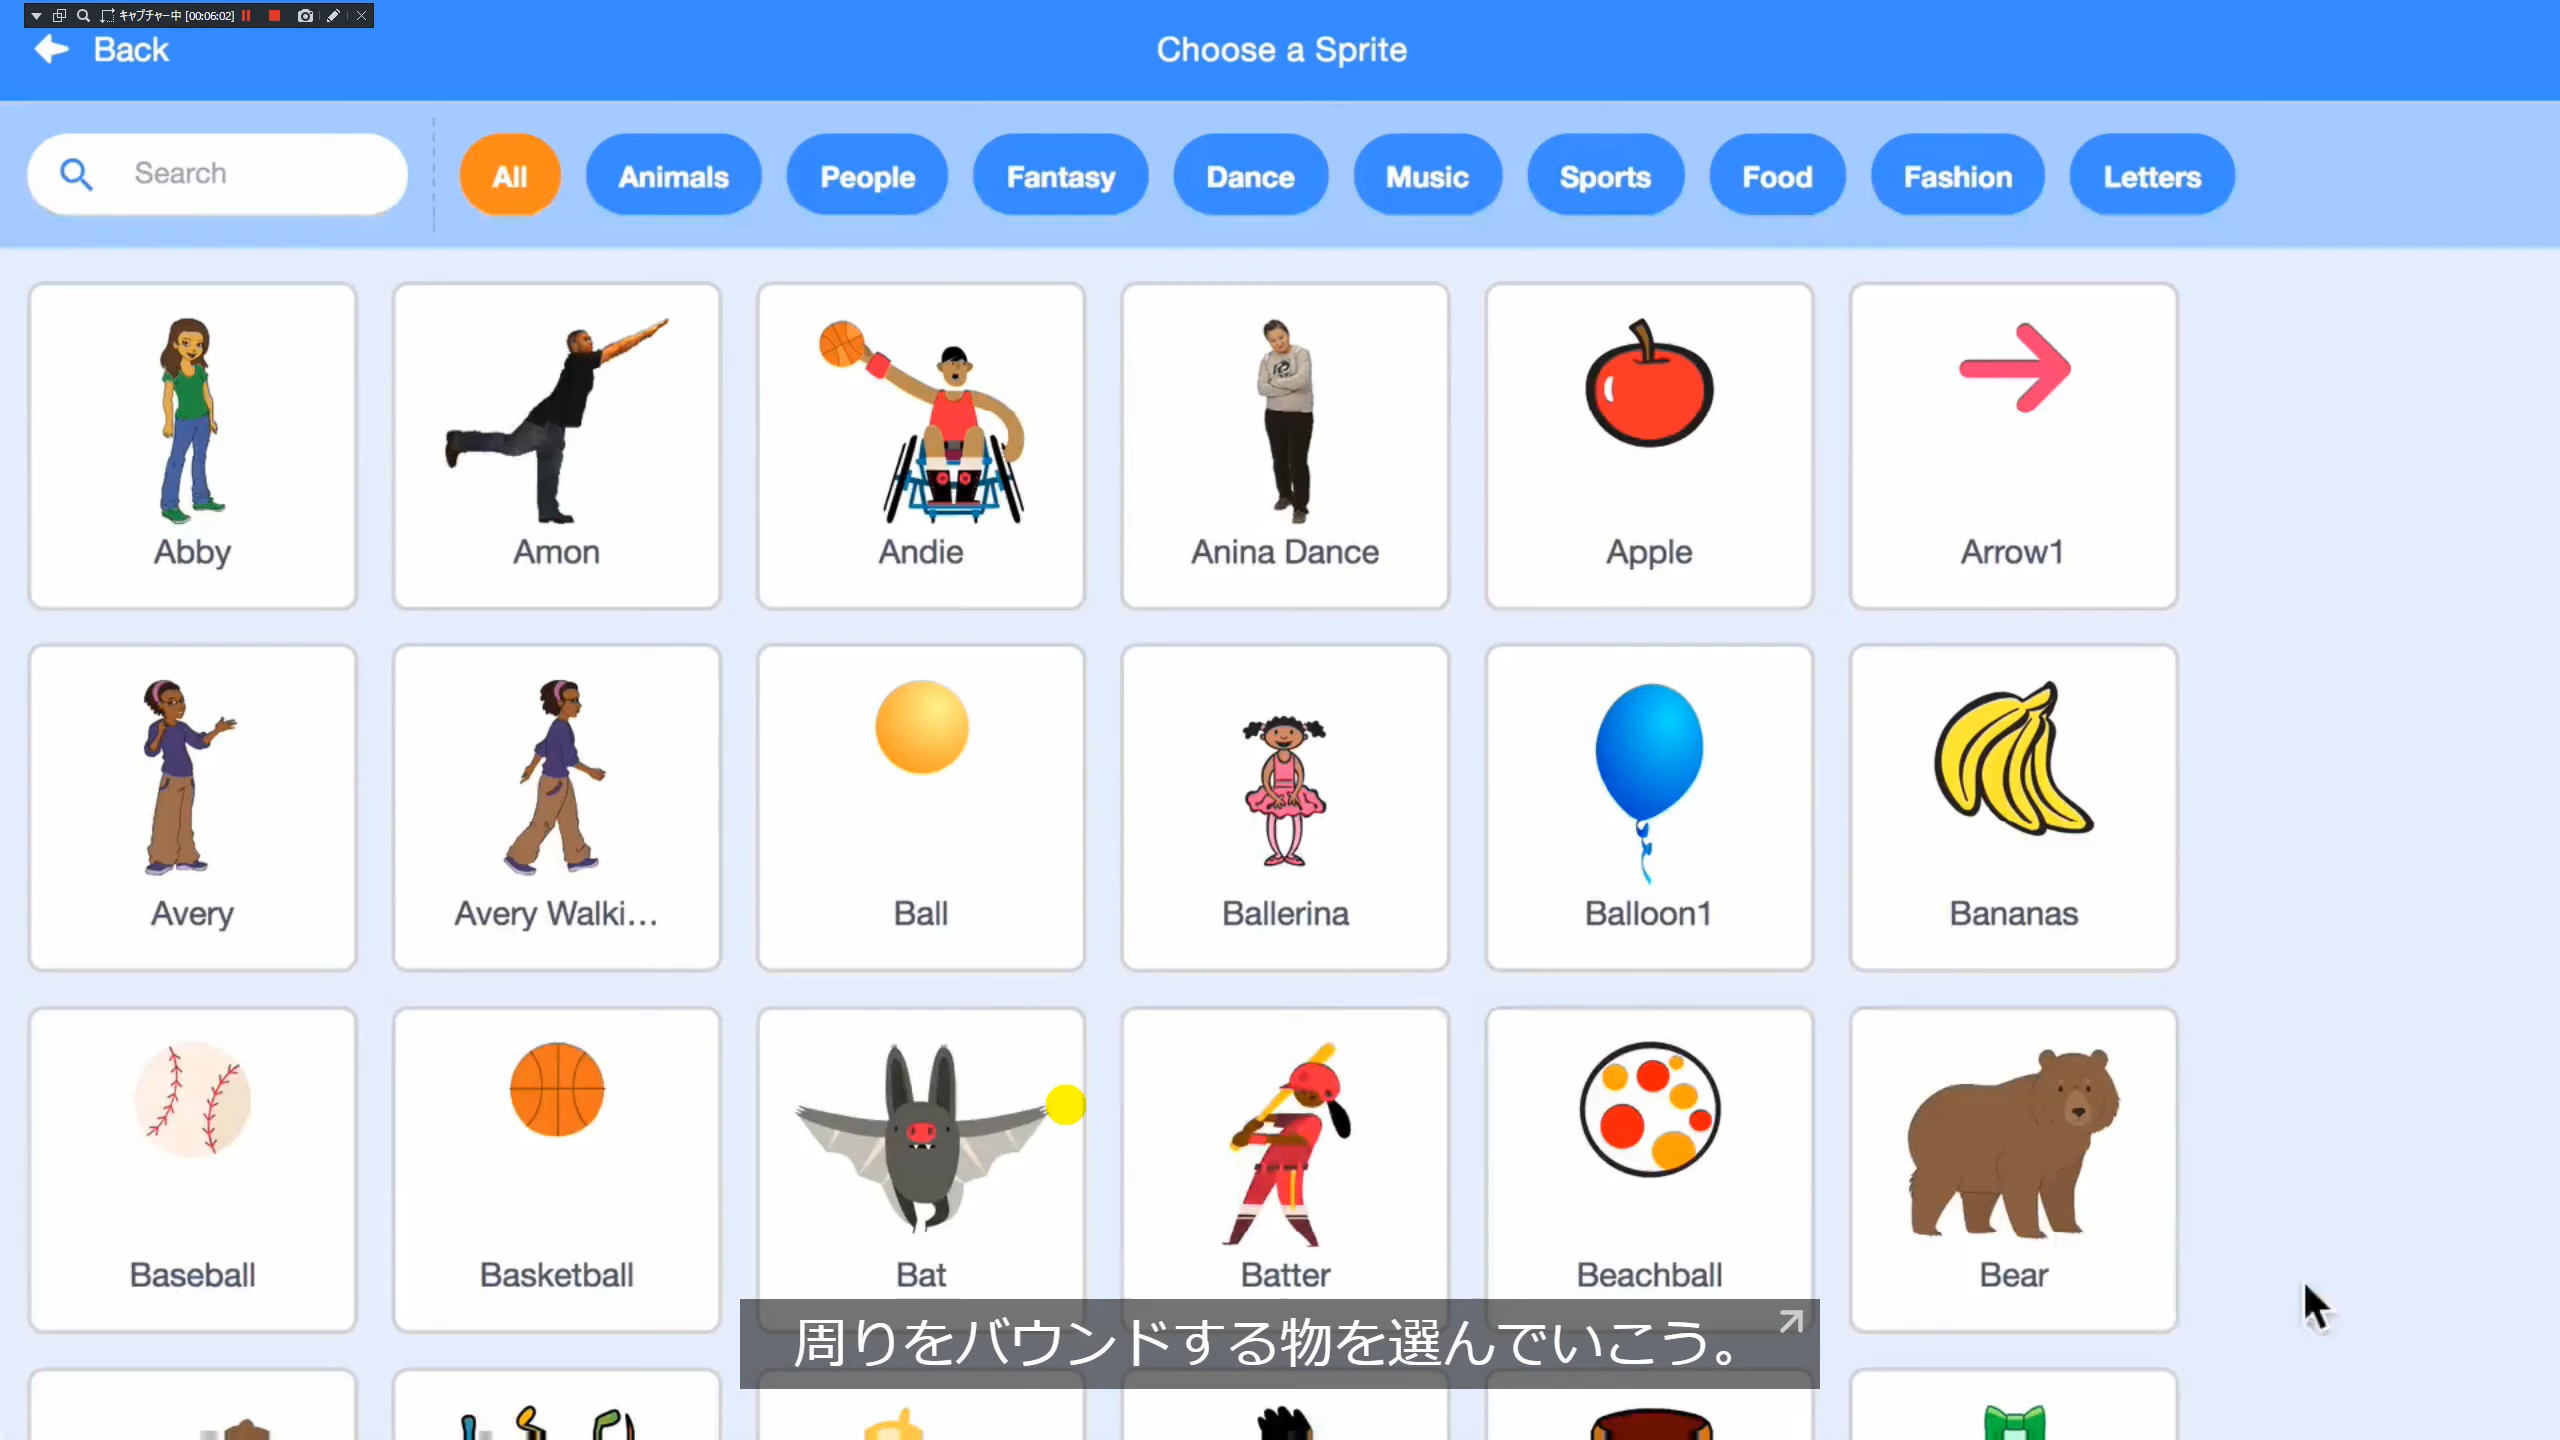 キャプチャー中 [00:06:02]
Back
Choose a Sprite
Search
All
Animals
People
Fantasy
Dance
Music
Sports
Food
Fashion
Letters
Abby
Amon
Andie
Anina Dance
Apple
Arrow1
Avery
Avery Walki...
Ball
Ballerina
Balloon1
Bananas
Baseball
Basketball
Bat
Batter
Beachball
Bear
周りをバウンドする物を選んでいこう。